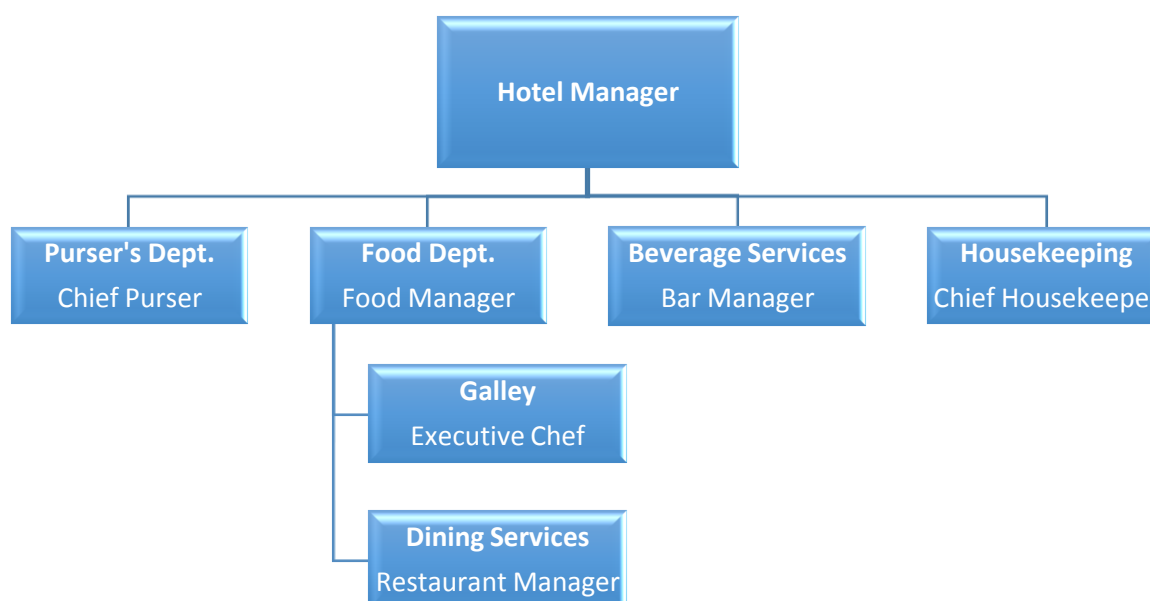 Hotel Manager
Purser's Dept.
Chief Purser
Food Dept.
Food Manager
Beverage Services
Bar Manager
Housekeeping
Chief Housekeepe
Galley
Executive Chef
Dining Services
Restaurant Manager